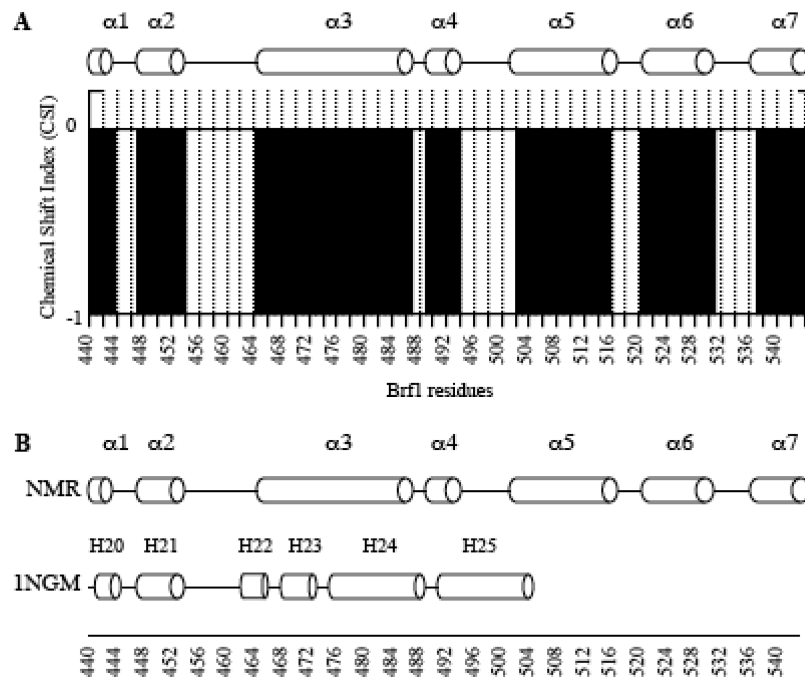 A α1 α2 α3 α4 α5 α6 α7
Chemical Shift Index (CSI)
0
-1
440 444 448 452 456 460 464 468 472 476 480 484 488 492 496 500 504 508 512 516 520 524 528 532 536 540
Brf1 residues
B α1 α2 α3 α4 α5 α6 α7
NMR
H20 H21 H22 H23 H24 H25
1NGM
440 444 448 452 456 460 464 468 472 476 480 484 488 492 496 500 504 508 512 516 520 524 528 532 536 540